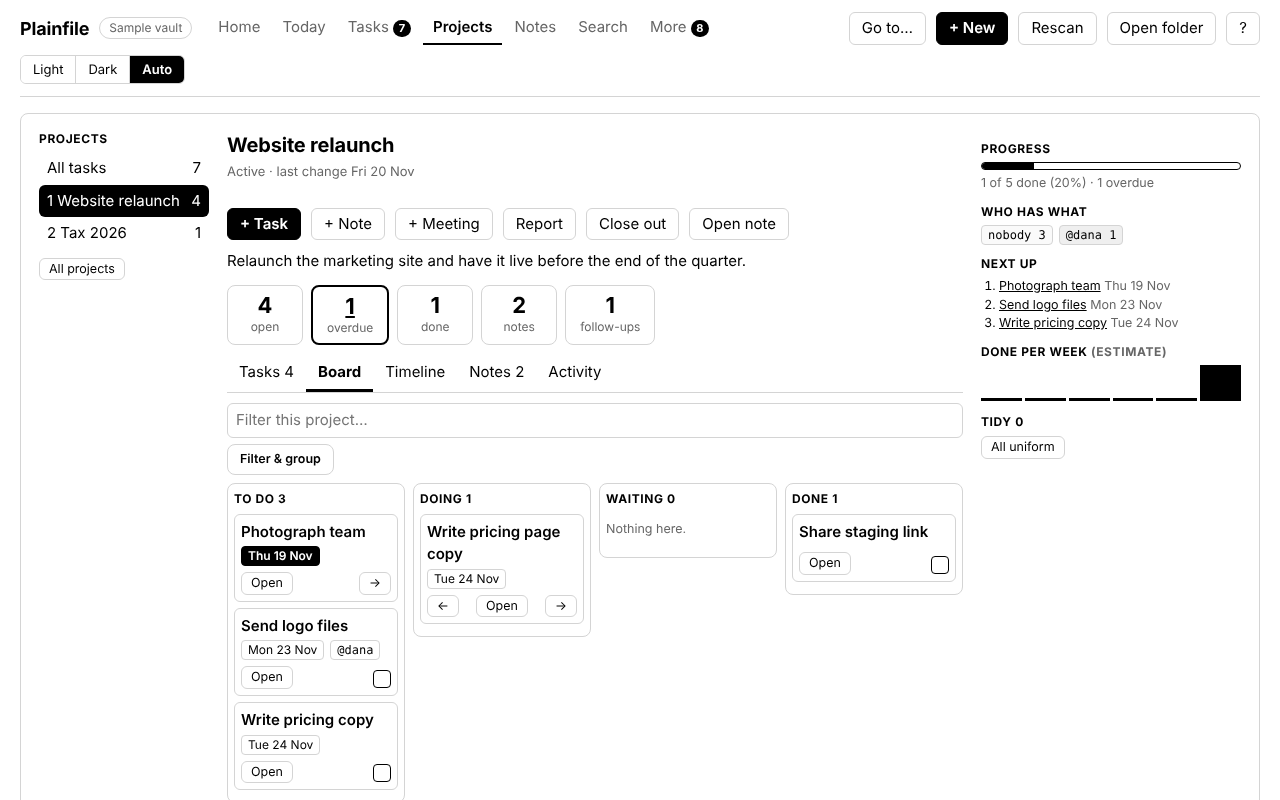 Plainfile Sample vault Home Today Tasks 7 Projects Notes Search More 8 Go to... + New Rescan Open folder ?
Light Dark Auto
PROJECTS
All tasks 7
1 Website relaunch 4
2 Tax 2026 1
All projects
Website relaunch
Active · last change Fri 20 Nov
+ Task + Note + Meeting Report Close out Open note
Relaunch the marketing site and have it live before the end of the quarter.
4 open
1 overdue
1 done
2 notes
1 follow-ups
Tasks 4 Board Timeline Notes 2 Activity
Filter this project...
Filter & group
TO DO 3
Photograph team
Thu 19 Nov
Open →
Send logo files
Mon 23 Nov @dana
Open
Write pricing copy
Tue 24 Nov
Open
DOING 1
Write pricing page
copy
Tue 24 Nov
← Open →
WAITING 0
Nothing here.
DONE 1
Share staging link
Open
PROGRESS
1 of 5 done (20%) · 1 overdue
WHO HAS WHAT
nobody 3 @dana 1
NEXT UP
1. Photograph team Thu 19 Nov
2. Send logo files Mon 23 Nov
3. Write pricing copy Tue 24 Nov
DONE PER WEEK (ESTIMATE)
TIDY 0
All uniform